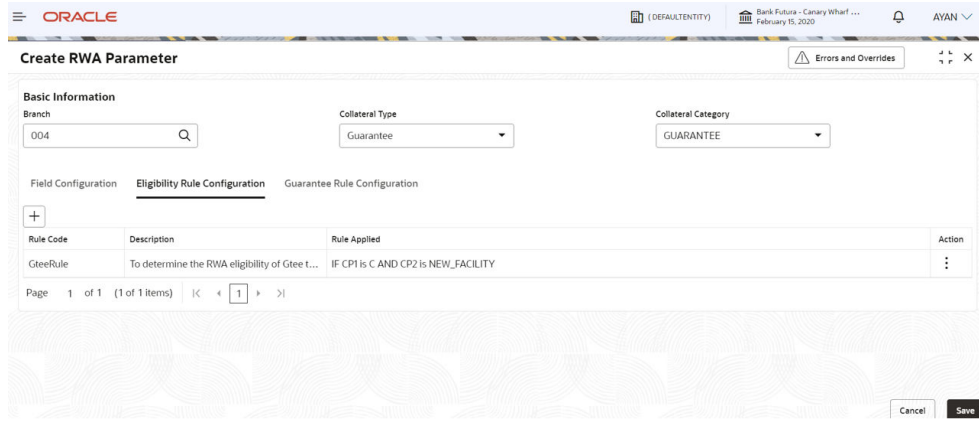 ORACLE
(DEFAULTENTITY)
Bank Futura - Canary Wharf ...
February 15, 2020
AYAN
Create RWA Parameter
Errors and Overrides
Basic Information
Branch
Collateral Type
Collateral Category
004
Guarantee
GUARANTEE
Field Configuration
Eligibility Rule Configuration
Guarantee Rule Configuration
Rule Code
Description
Rule Applied
Action
GteeRule
To determine the RWA eligibility of Gtee t...
IF CP1 is C AND CP2 is NEW_FACILITY
Page 1 of 1 (1 of 1 items) 1
Cancel
Save